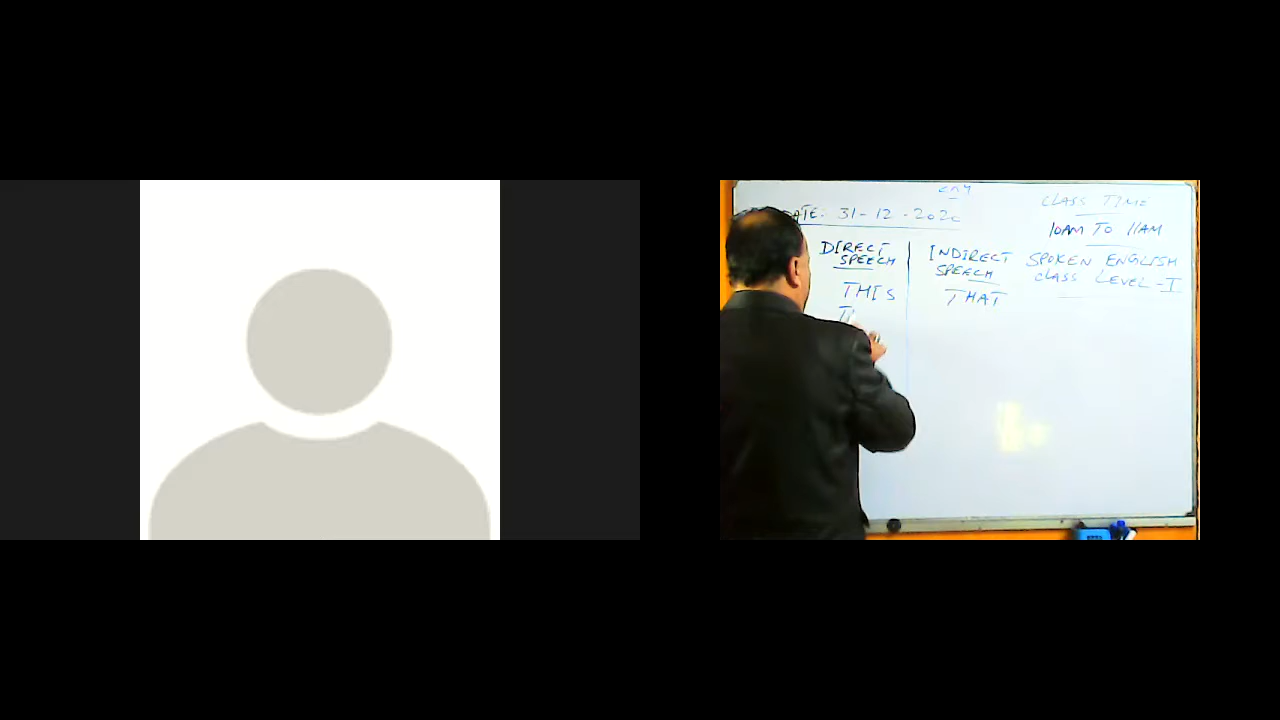 DATE: 31-12-2020
CLASS TIME
10AM TO 11AM
DIRECT SPEECH
INDIRECT SPEECH
SPOKEN ENGLISH
CLASS LEVEL-I
THIS
THAT